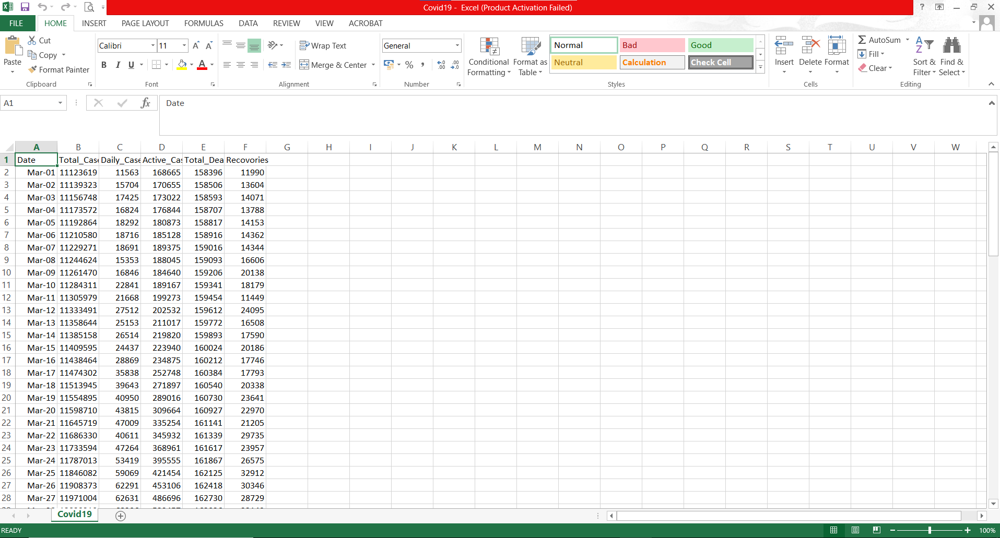 Covid19 - Excel (Product Activation Failed)
?
FILE HOME INSERT PAGE LAYOUT FORMULAS DATA REVIEW VIEW ACROBAT
Paste
Cut
Copy
Format Painter
Clipboard
Calibri 11 A A
B I U A
Font
Wrap Text
Merge & Center
Alignment
General
% , .00 .00
Number
Conditional Formatting
Format as Table
Normal Bad Good
Neutral Calculation Check Cell
Styles
Insert Delete Format
Cells
AutoSum
Fill
Clear
Sort & Filter
Find & Select
Editing
A1 fx Date
A B C D E F G H I J K L M N O P Q R S T U V W
1 Date Total_Case Daily_Case Active_Cas Total_Dea Recovories
2 Mar-01 11123619 11563 168665 158396 11990
3 Mar-02 11139323 15704 170655 158506 13604
4 Mar-03 11156748 17425 173022 158593 14071
5 Mar-04 11173572 16824 176844 158707 13788
6 Mar-05 11192864 18292 180873 158817 14153
7 Mar-06 11210580 18716 185128 158916 14362
8 Mar-07 11229271 18691 189375 159016 14344
9 Mar-08 11244624 15353 188045 159093 16606
10 Mar-09 11261470 16846 184640 159206 20138
11 Mar-10 11284311 22841 189167 159341 18179
12 Mar-11 11305979 21668 199273 159454 11449
13 Mar-12 11333491 27512 202532 159612 24095
14 Mar-13 11358644 25153 211017 159772 16508
15 Mar-14 11385158 26514 219820 159893 17590
16 Mar-15 11409595 24437 223940 160024 20186
17 Mar-16 11438464 28869 234875 160212 17746
18 Mar-17 11474302 35838 252748 160384 17793
19 Mar-18 11513945 39643 271897 160540 20338
20 Mar-19 11554895 40950 289016 160730 23641
21 Mar-20 11598710 43815 309664 160927 22970
22 Mar-21 11645719 47009 335254 161141 21205
23 Mar-22 11686330 40611 345932 161339 29735
24 Mar-23 11733594 47264 368961 161617 23957
25 Mar-24 11787013 53419 395555 161867 26575
26 Mar-25 11846082 59069 421454 162125 32912
27 Mar-26 11908373 62291 453106 162418 30346
28 Mar-27 11971004 62631 486696 162730 28729
Covid19
READY 100%